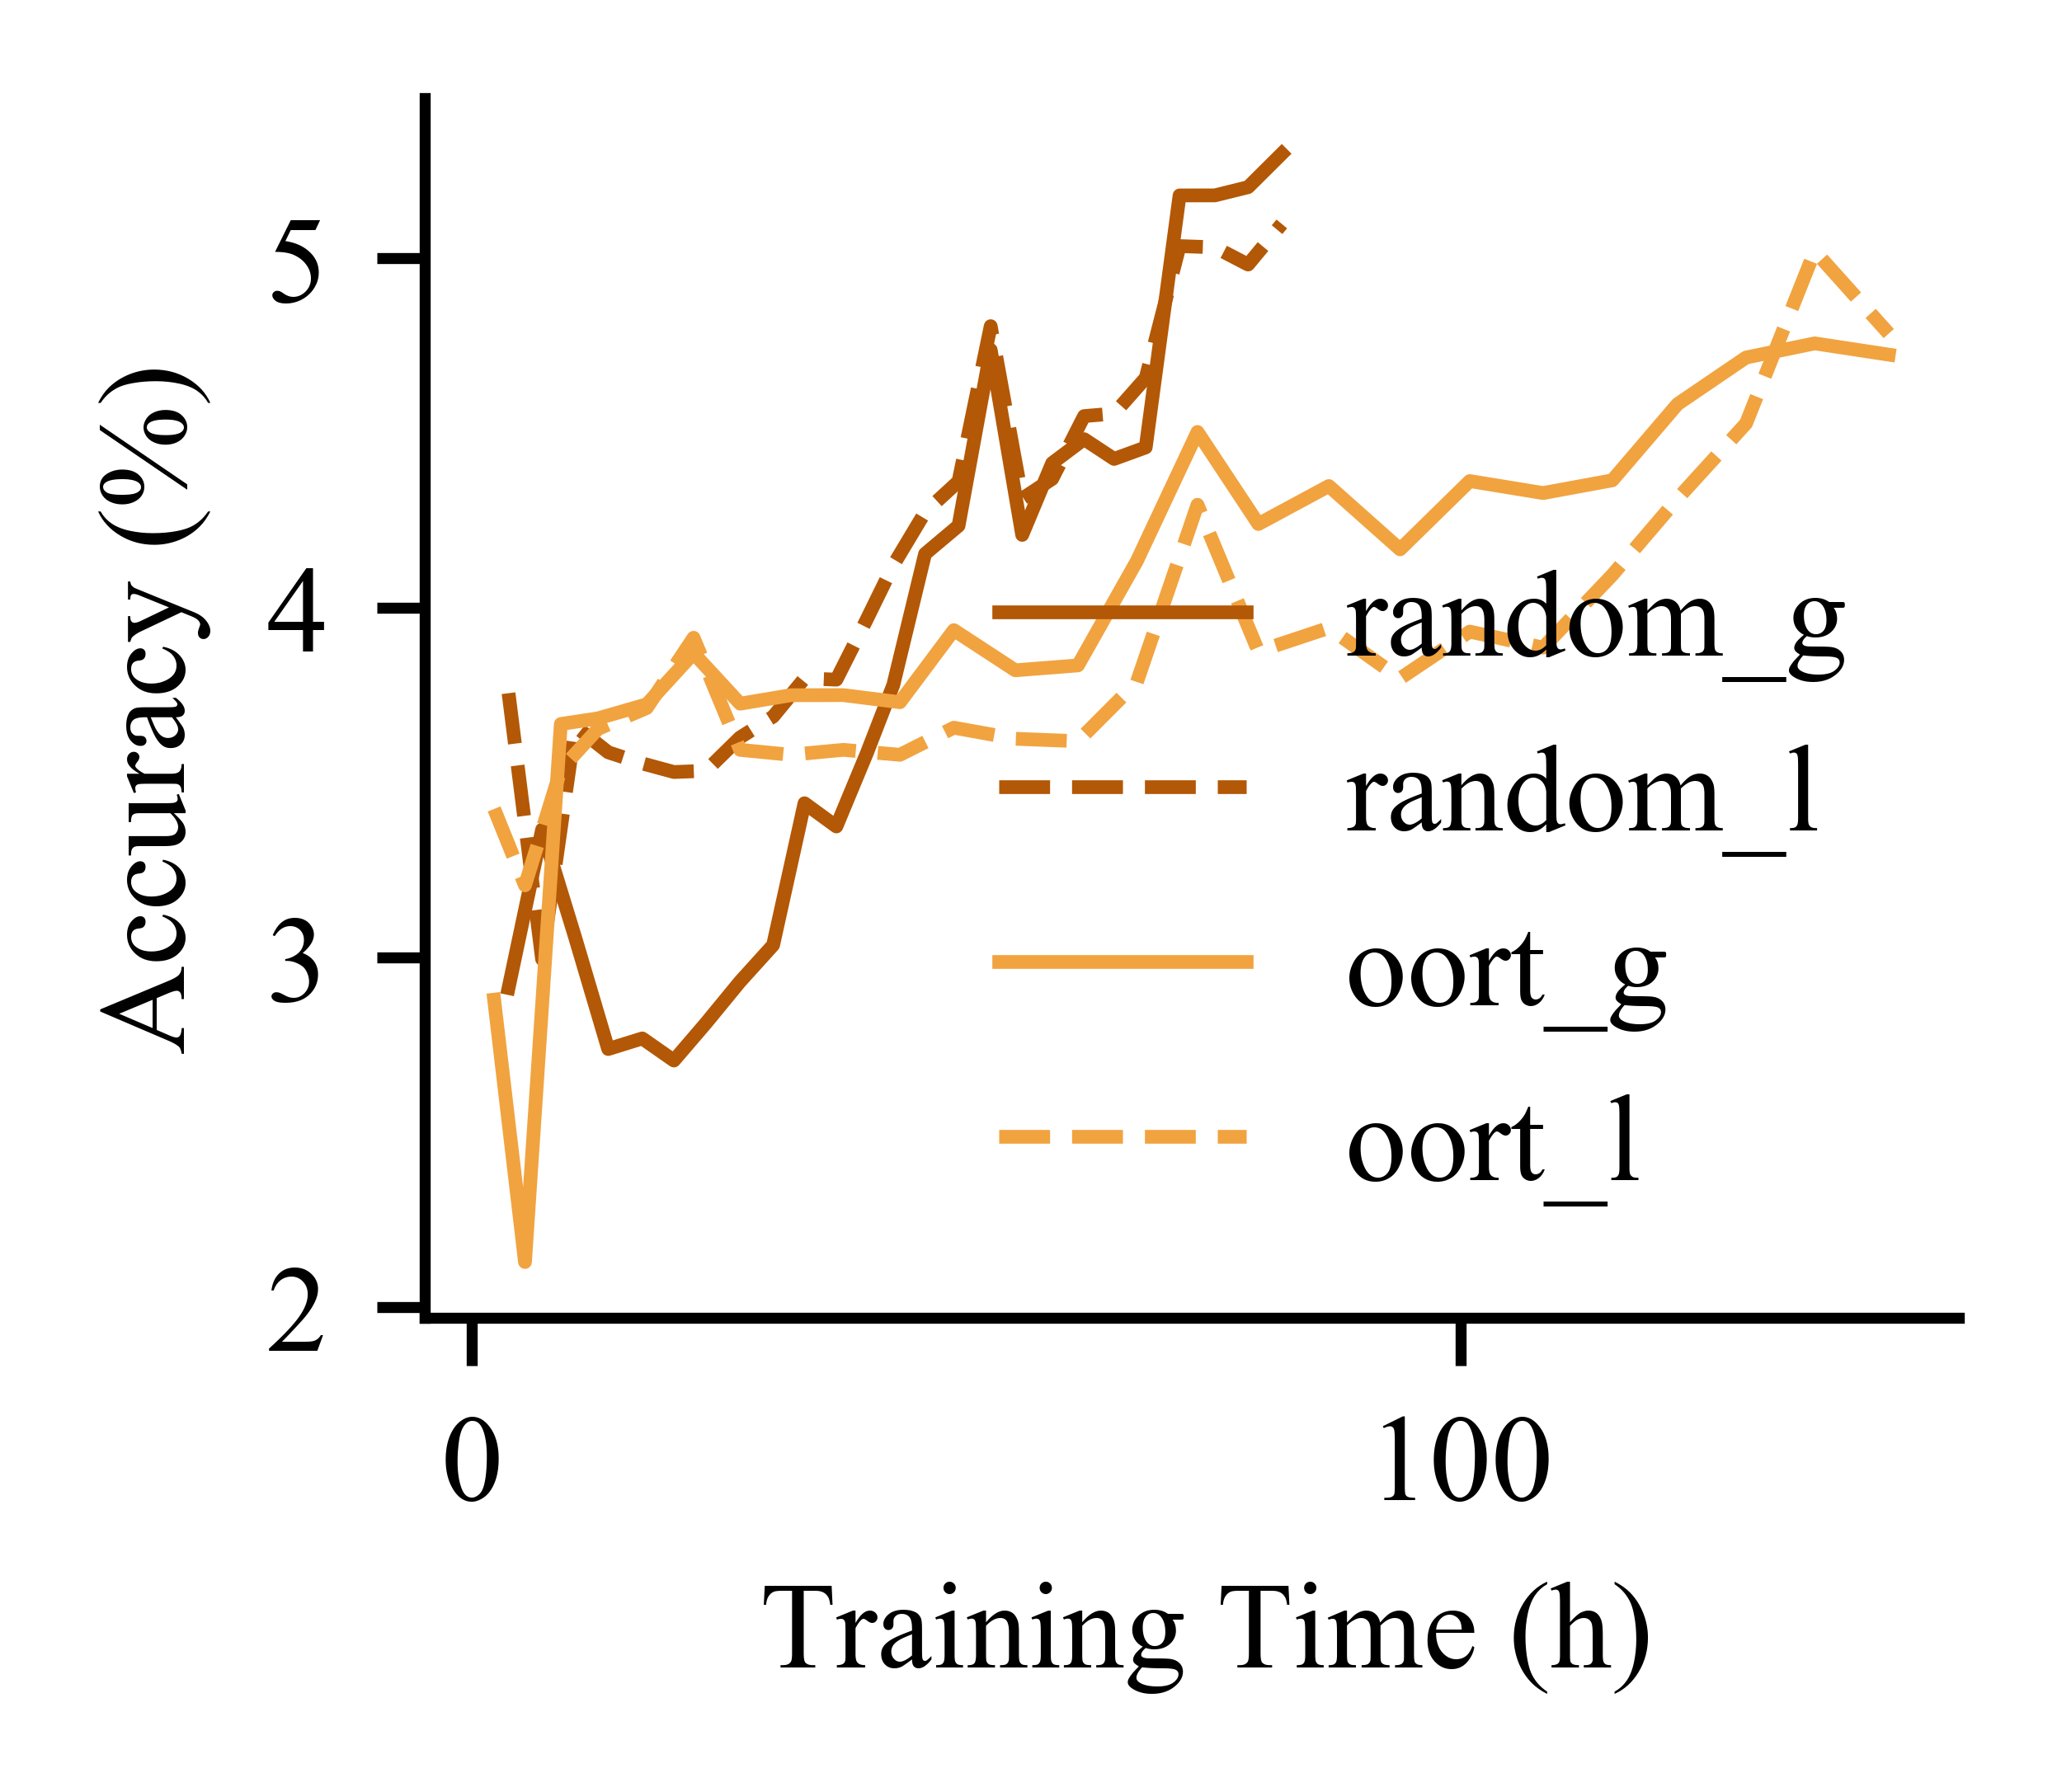 Accuracy (%)
5
4
3
2
random_g
random_l
oort_g
oort_l
0 100
Training Time (h)